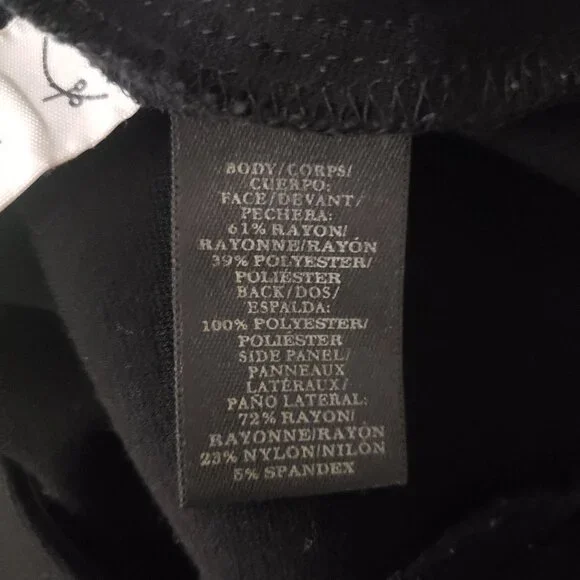 BODY/CORPS/
CUERPO:
FACE/DEVANT/
PECHERA:
61% RAYON/
RAYONNE/RAYÓN
39% POLYESTER/
POLIÉSTER
BACK/DOS/
ESPALDA:
100% POLYESTER/
POLIÉSTER
SIDE PANEL/
PANNEAUX
LATÉRAUX/
PAÑO LATERAL:
72% RAYON/
RAYONNE/RAYÓN
23% NYLON/NILÓN
5% SPANDEX